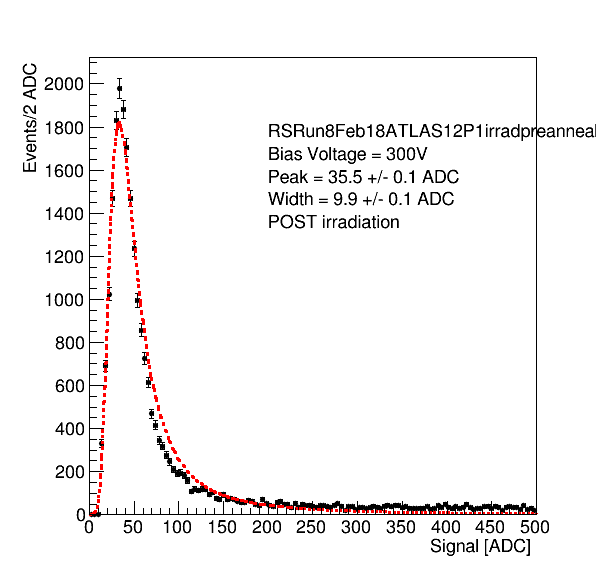 Events/2 ADC
2000
1800
1600
1400
1200
1000
800
600
400
200
0
RSRun8Feb18ATLAS12P1irradpreanneal
Bias Voltage = 300V
Peak = 35.5 +/- 0.1 ADC
Width = 9.9 +/- 0.1 ADC
POST irradiation
0 50 100 150 200 250 300 350 400 450 500
Signal [ADC]